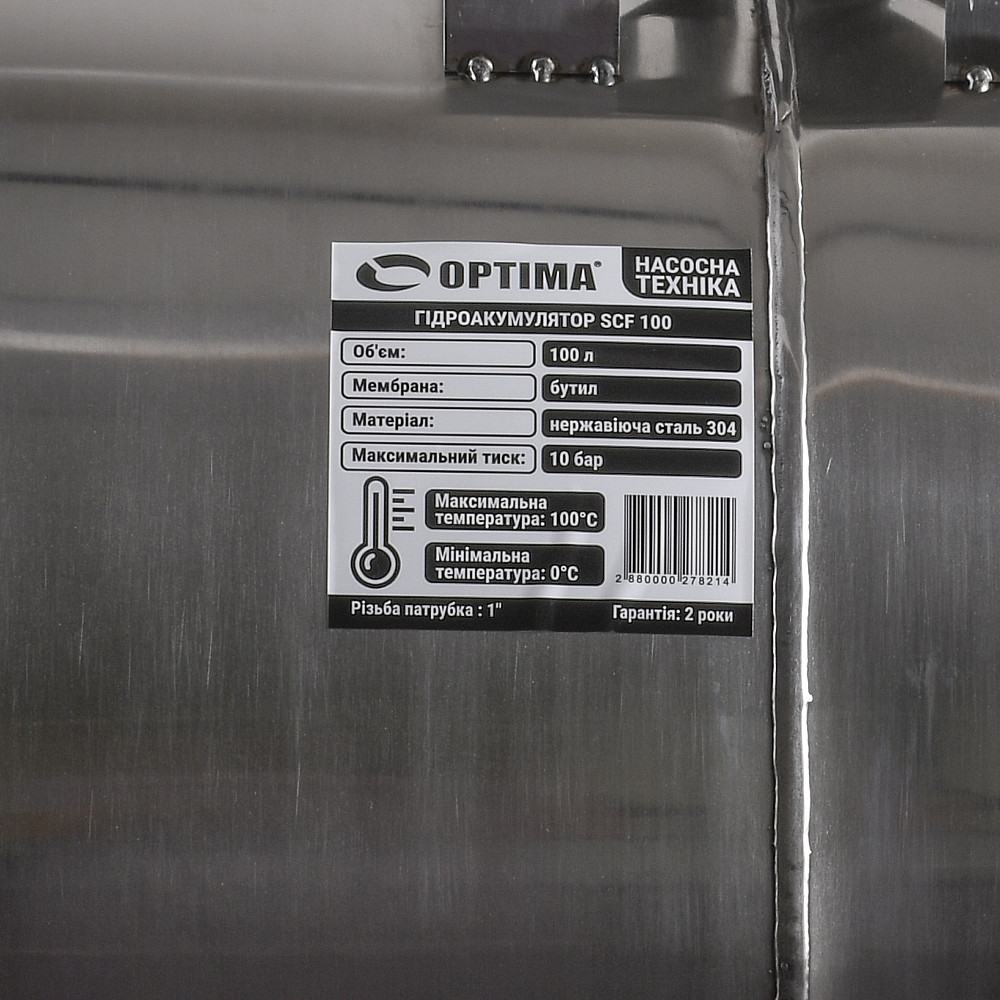 OPTIMA®
НАСОСНА
ТЕХНІКА
ГІДРОАКУМУЛЯТОР SCF 100
Об'єм: 100 л
Мембрана: бутил
Матеріал: нержавіюча сталь 304
Максимальний тиск: 10 бар
Максимальна
температура: 100°C
Мінімальна
температура: 0°C
2 880000 278214
Різьба патрубка : 1"
Гарантія: 2 роки